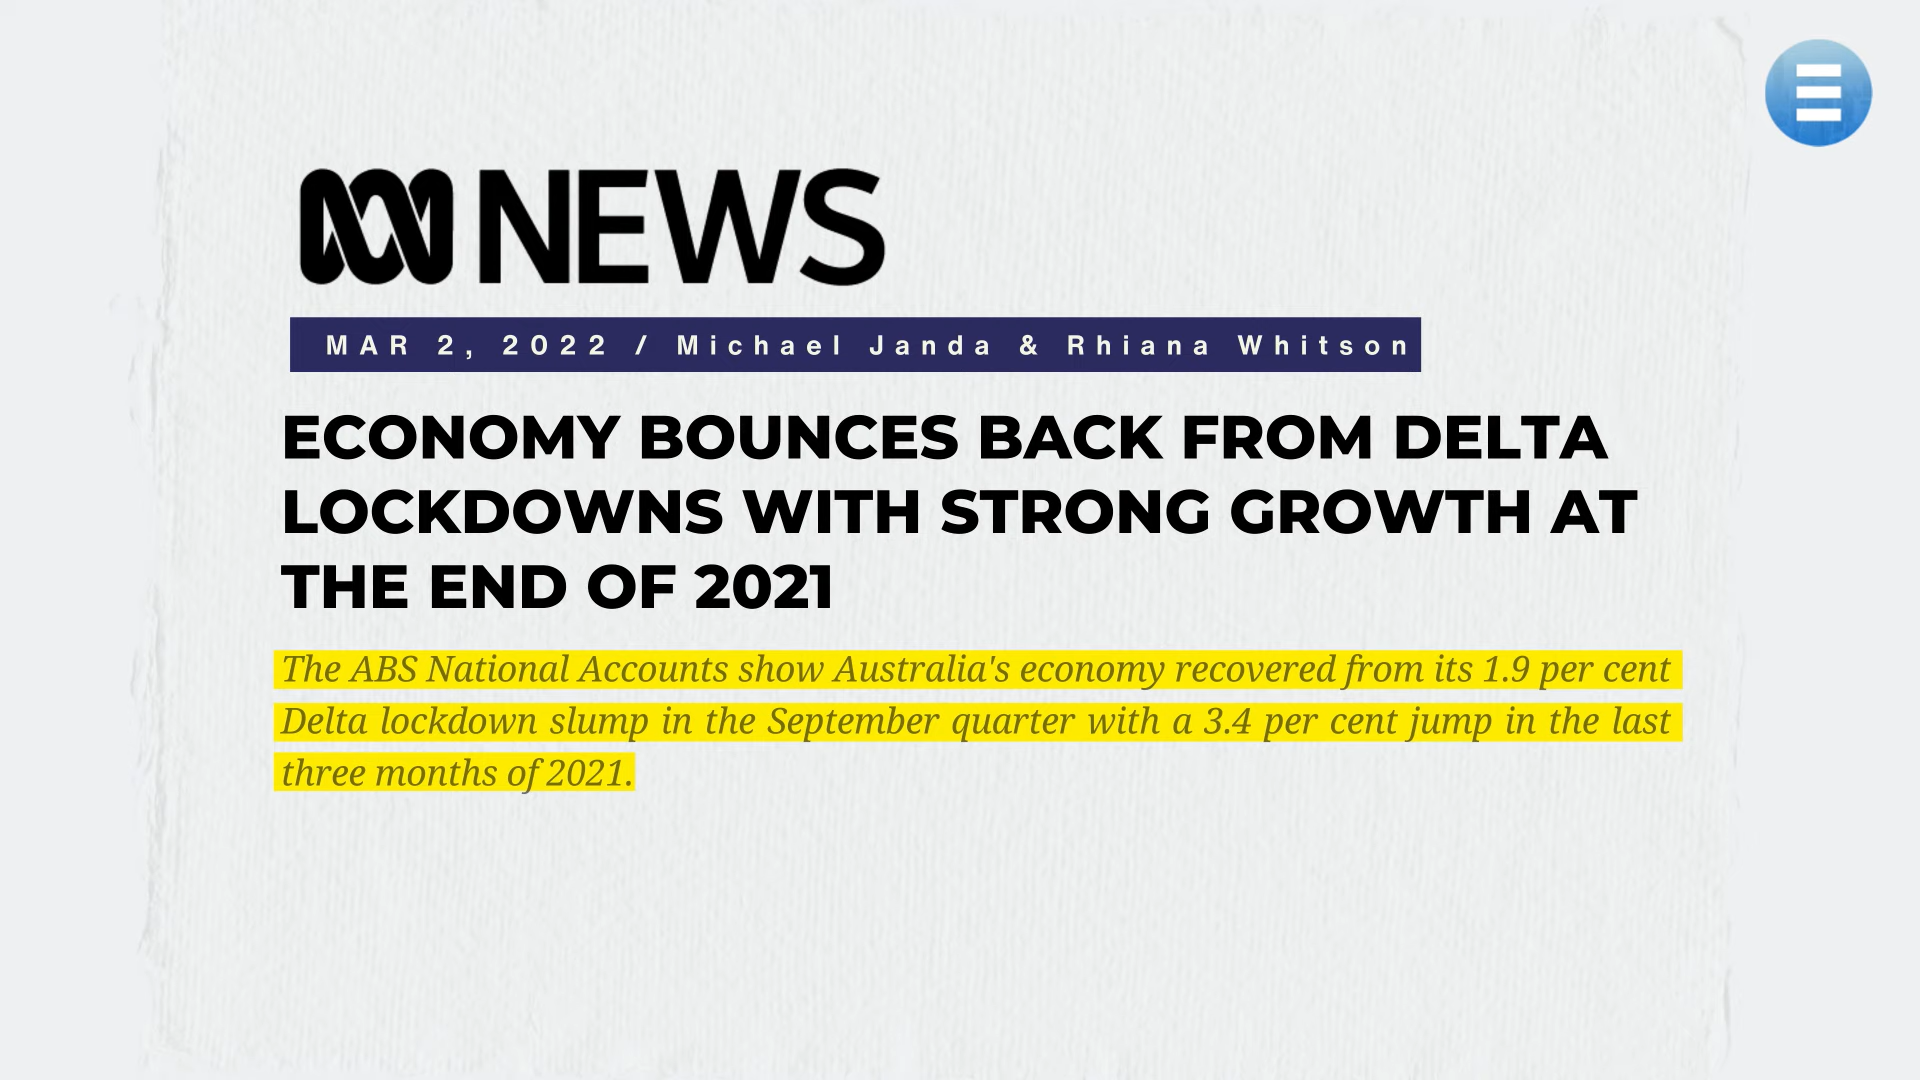 NEWS
MAR 2, 2022 / Michael Janda & Rhiana Whitson
ECONOMY BOUNCES BACK FROM DELTA
LOCKDOWNS WITH STRONG GROWTH AT
THE END OF 2021
The ABS National Accounts show Australia's economy recovered from its 1.9 per cent
Delta lockdown slump in the September quarter with a 3.4 per cent jump in the last
three months of 2021.